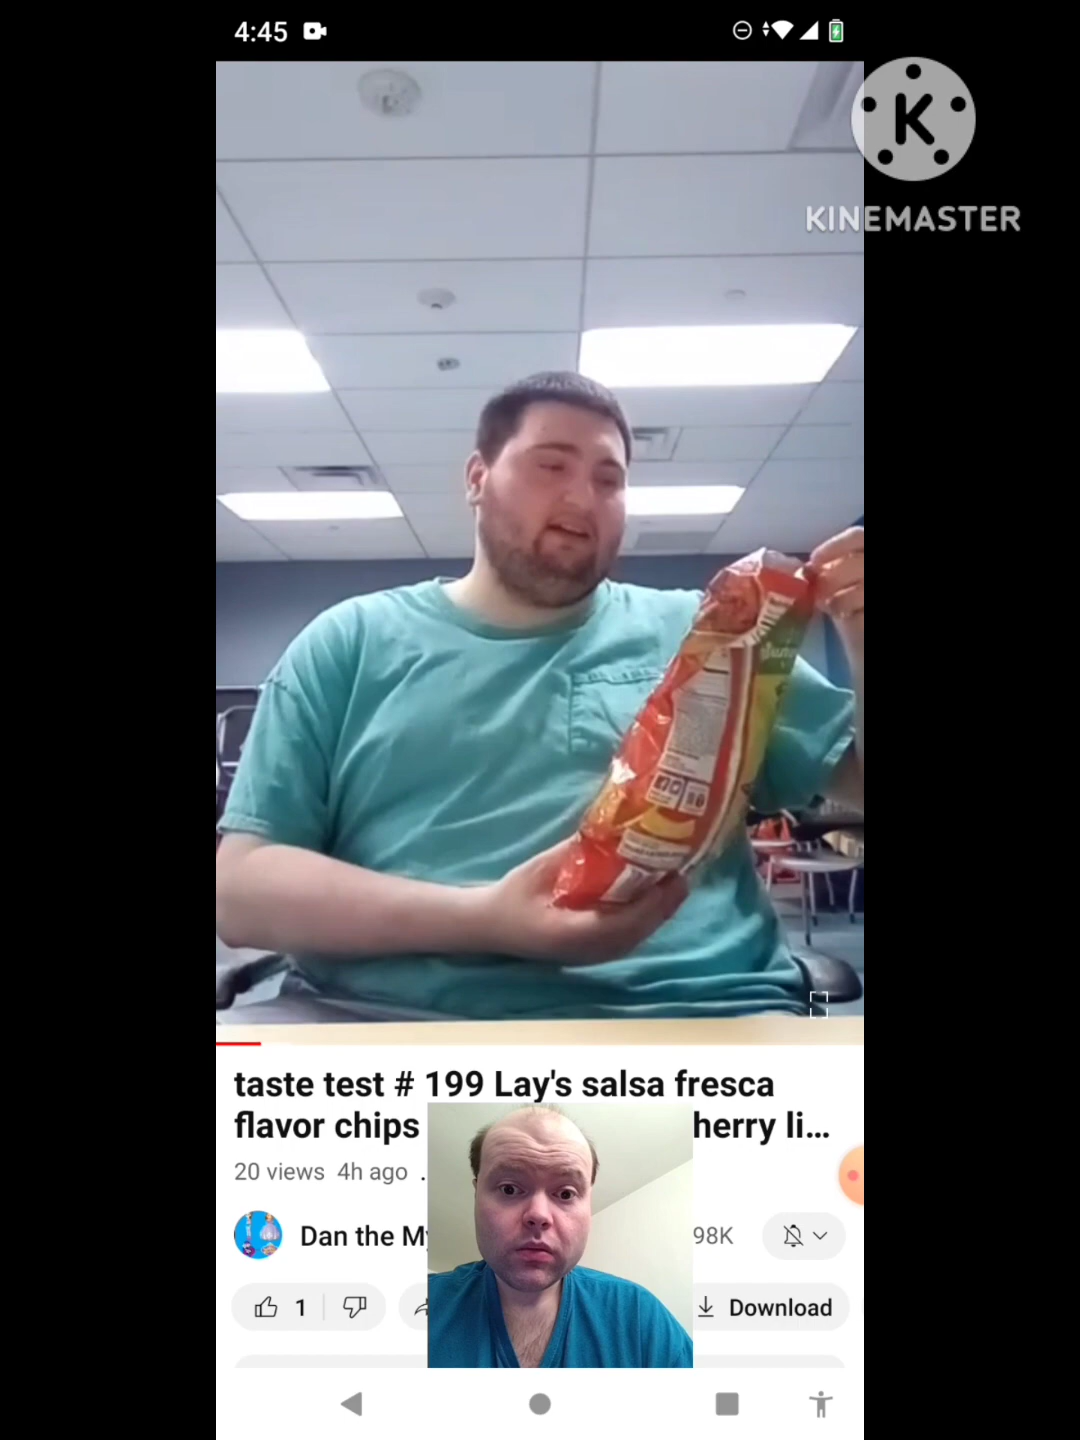 4:45
K
KINEMASTER
taste test # 199 Lay's salsa fresca
flavor chips herry li...
20 views 4h ago .
Dan the My 98K
1 Download